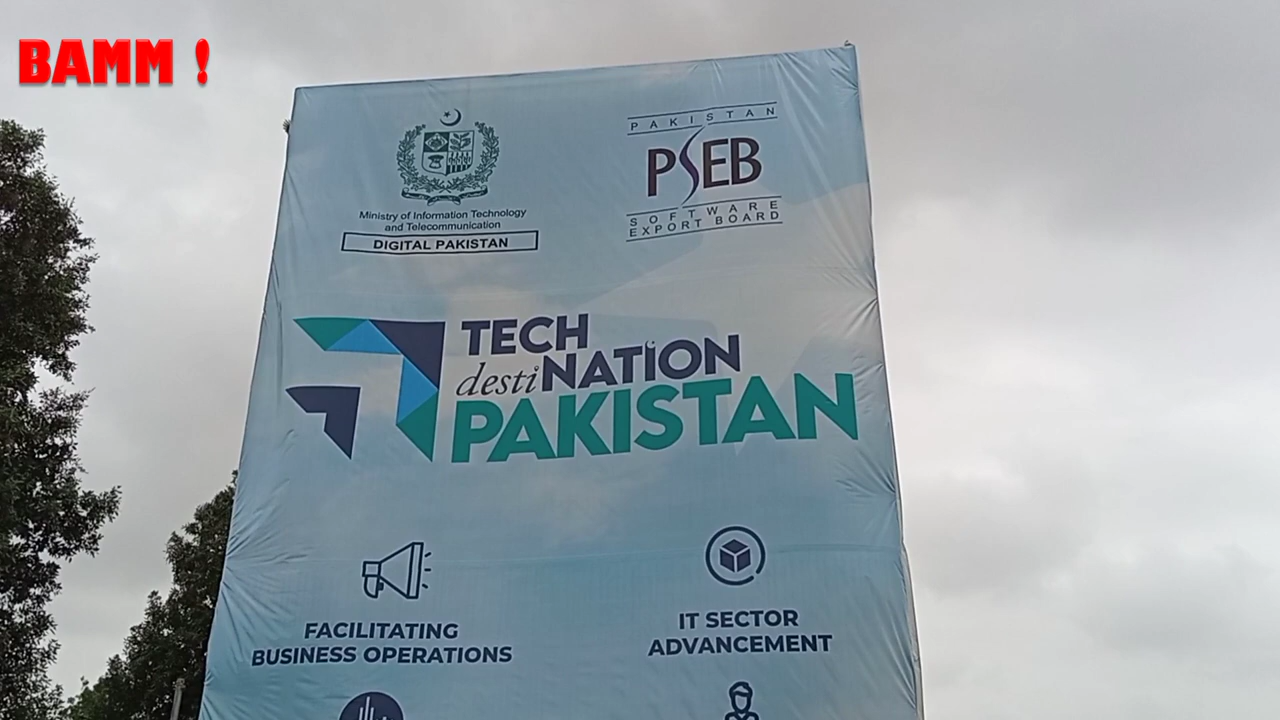 BAMM !
Ministry of Information Technology
and Telecommunication
DIGITAL PAKISTAN
PAKISTAN
PSEB
SOFTWARE
EXPORT BOARD
TECH
destiNATION
PAKISTAN
FACILITATING
BUSINESS OPERATIONS
IT SECTOR
ADVANCEMENT